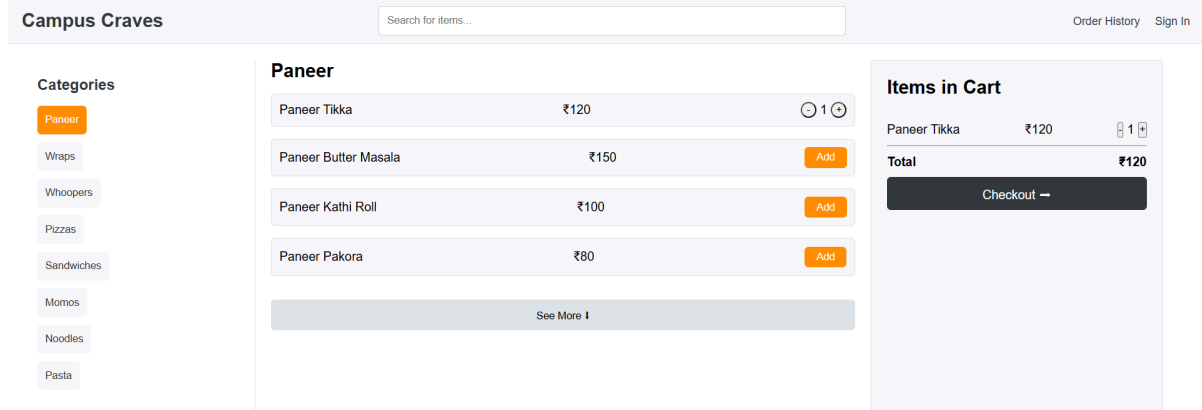 Campus Craves
Search for items...
Order History Sign In
Categories
Paneer
Wraps
Whoopers
Pizzas
Sandwiches
Momos
Noodles
Pasta
Paneer
Paneer Tikka ₹120 - 1 +
Paneer Butter Masala ₹150 Add
Paneer Kathi Roll ₹100 Add
Paneer Pakora ₹80 Add
See More ⬇
Items in Cart
Paneer Tikka ₹120 - 1 +
Total ₹120
Checkout ➞